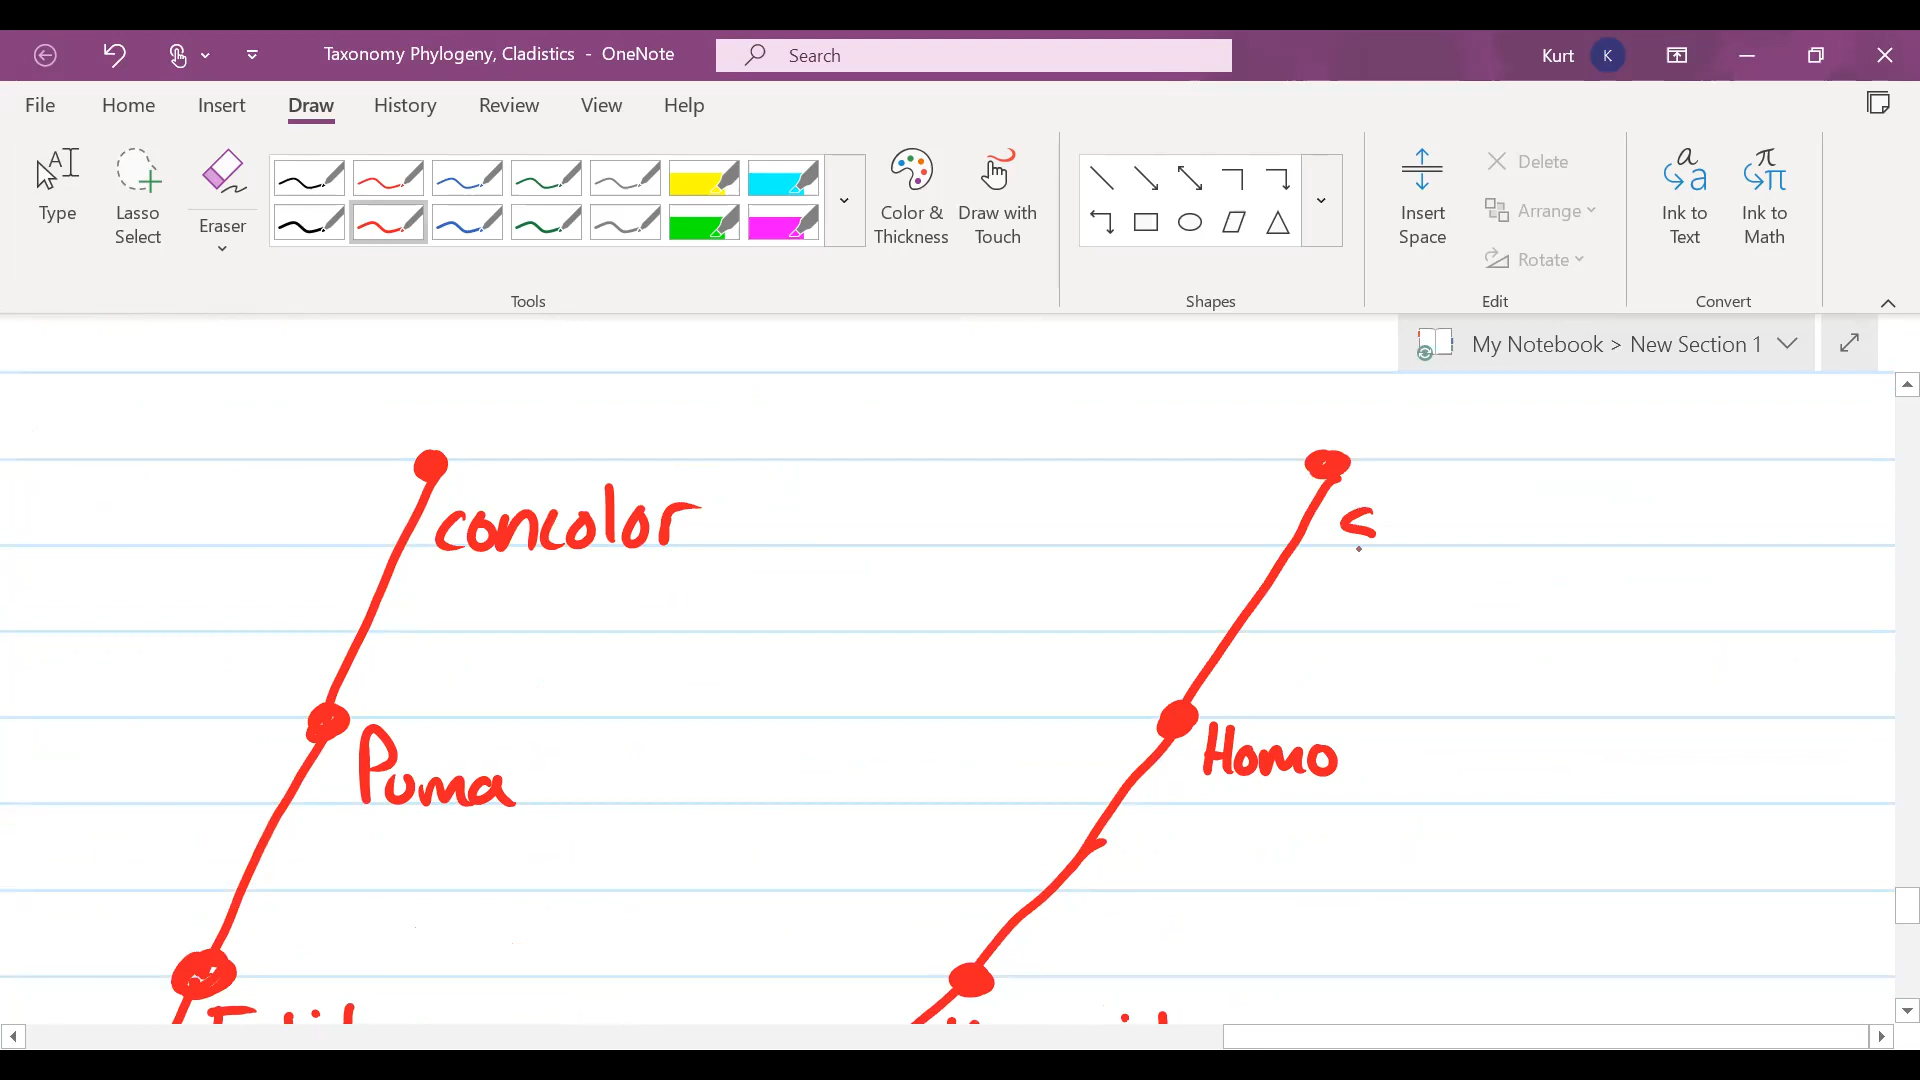 Taxonomy Phylogeny, Cladistics - OneNote
Search
Kurt
K
File Home Insert Draw History Review View Help
Type
Lasso Select
Eraser
Color & Thickness
Draw with Touch
Insert Space
Delete
Arrange
Rotate
Ink to Text
Ink to Math
Tools
Shapes
Edit
Convert
My Notebook > New Section 1
concolor
s
Puma
Homo